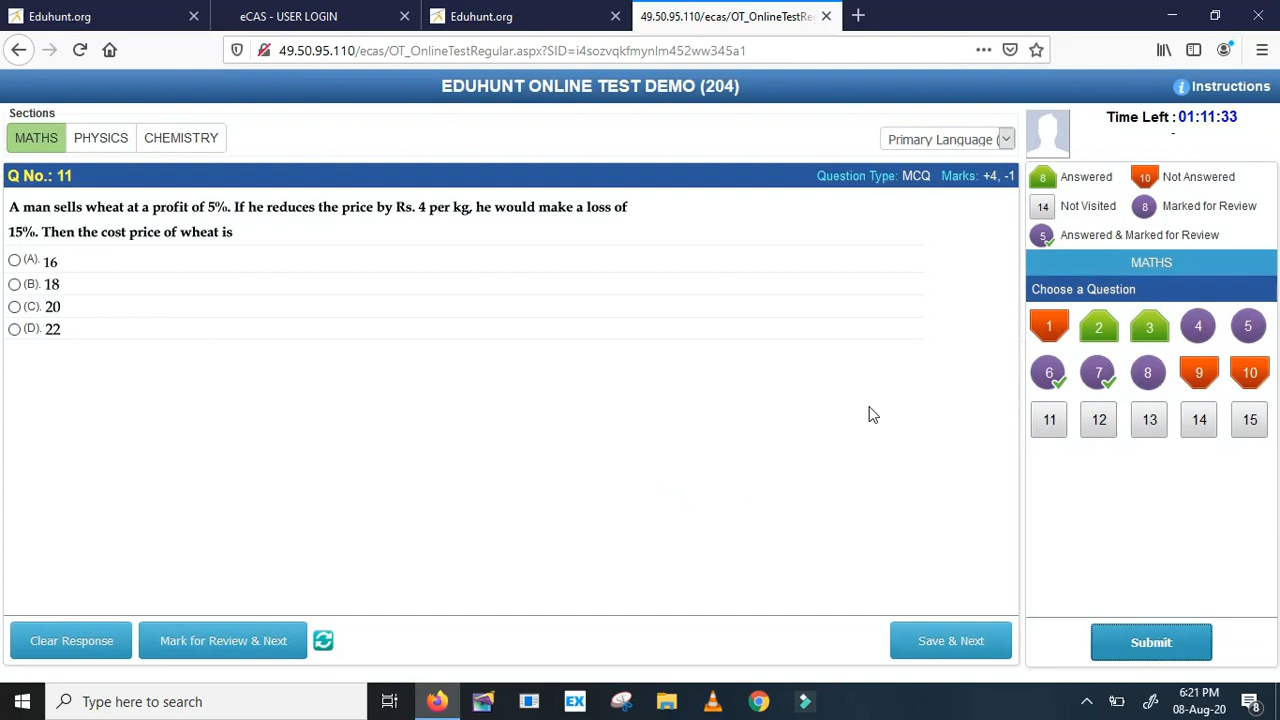 Eduhunt.org
eCAS - USER LOGIN
Eduhunt.org
49.50.95.110/ecas/OT_OnlineTestReg
49.50.95.110/ecas/OT_OnlineTestRegular.aspx?SID=i4sozvqkfmynlm452ww345a1
EDUHUNT ONLINE TEST DEMO (204)
Instructions
Sections
MATHS PHYSICS CHEMISTRY
Primary Language (
Time Left : 01:11:33
-
Q No.: 11 Question Type: MCQ Marks: +4, -1
A man sells wheat at a profit of 5%. If he reduces the price by Rs. 4 per kg, he would make a loss of
15%. Then the cost price of wheat is
(A). 16
(B). 18
(C). 20
(D). 22
8 Answered 10 Not Answered
14 Not Visited 8 Marked for Review
5 Answered & Marked for Review
MATHS
Choose a Question
1 2 3 4 5
6 7 8 9 10
11 12 13 14 15
Clear Response Mark for Review & Next Save & Next Submit
Type here to search
EX
6:21 PM
08-Aug-20
8